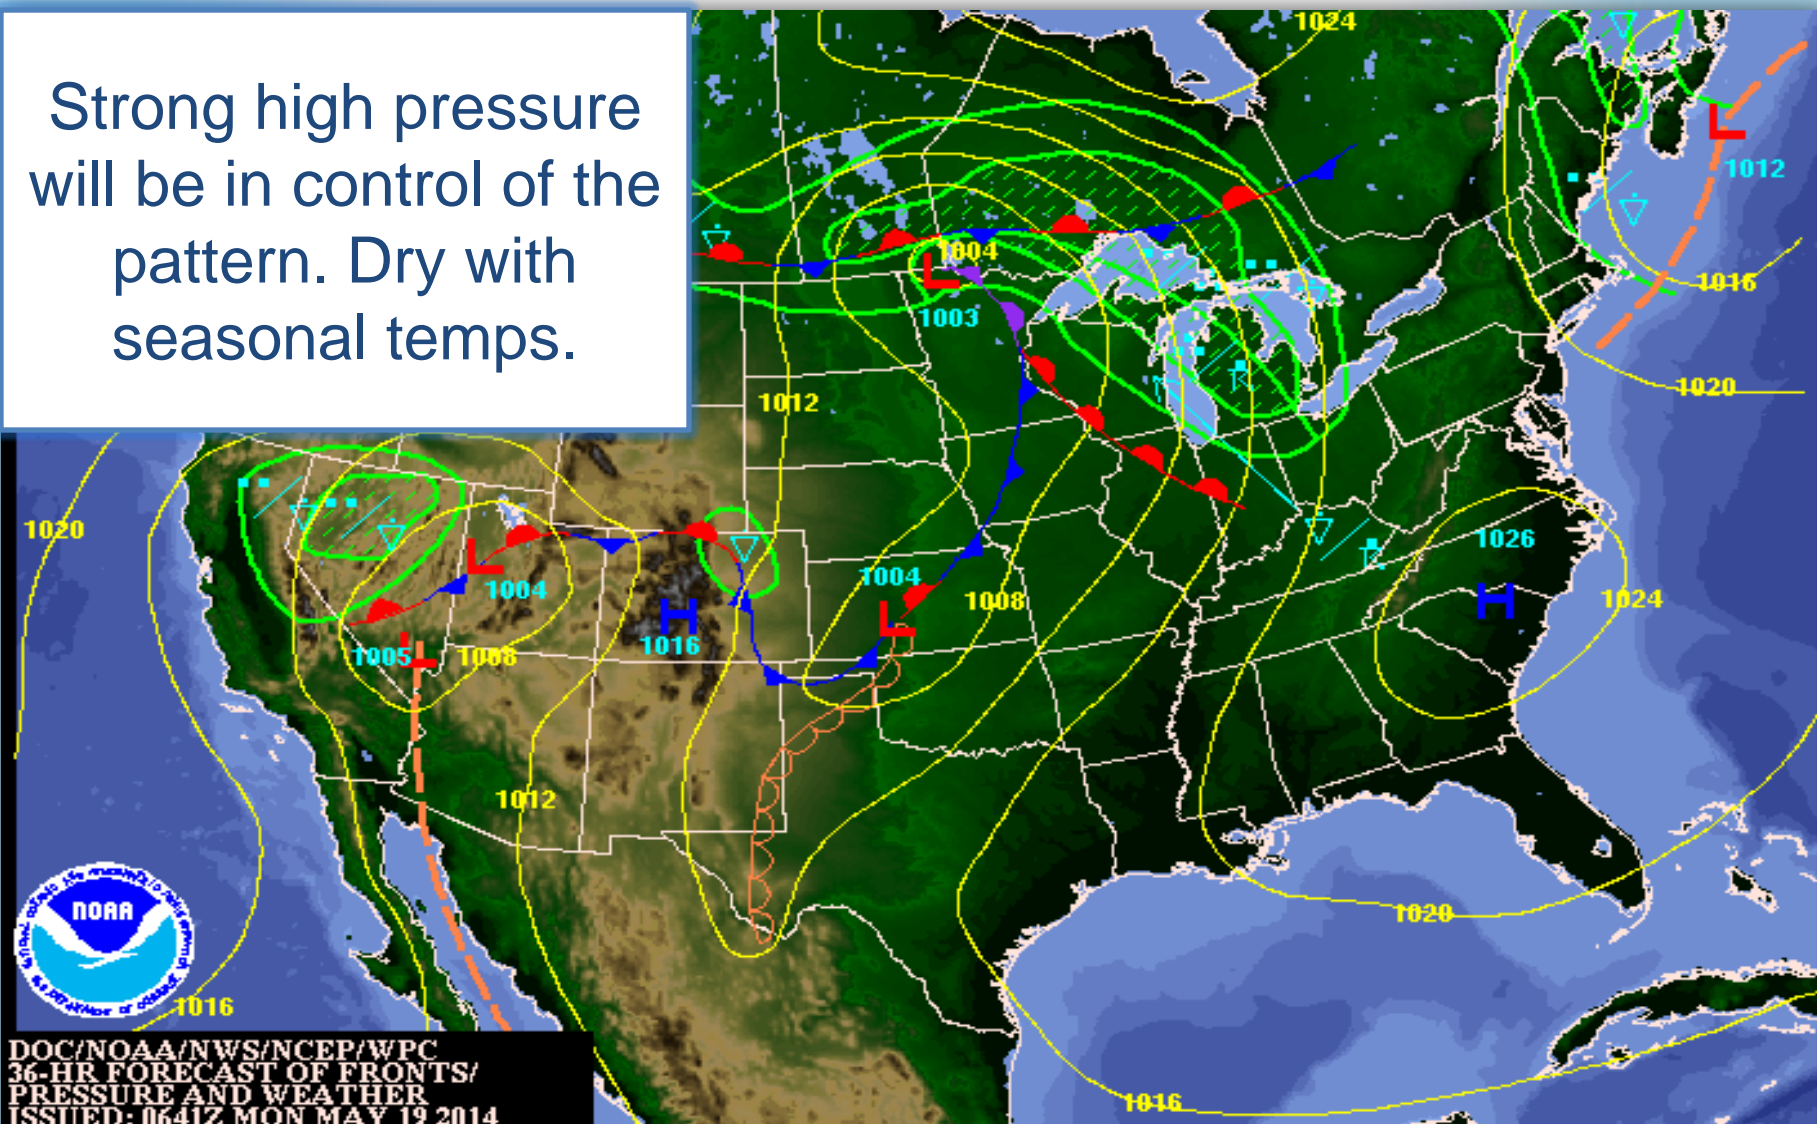 Strong high pressure
will be in control of the
pattern. Dry with
seasonal temps.
1024
1012
1004
1003
1016
1012
1020
1020
1026
1004
1004
1008
1024
1016
1005
1008
1012
1020
NOAA
1016
1016
DOC/NOAA/NWS/NCEP/WPC
36-HR FORECAST OF FRONTS/
PRESSURE AND WEATHER
ISSUED: 0641Z MON MAY 19 2014
H
H
L
L
L
L
L